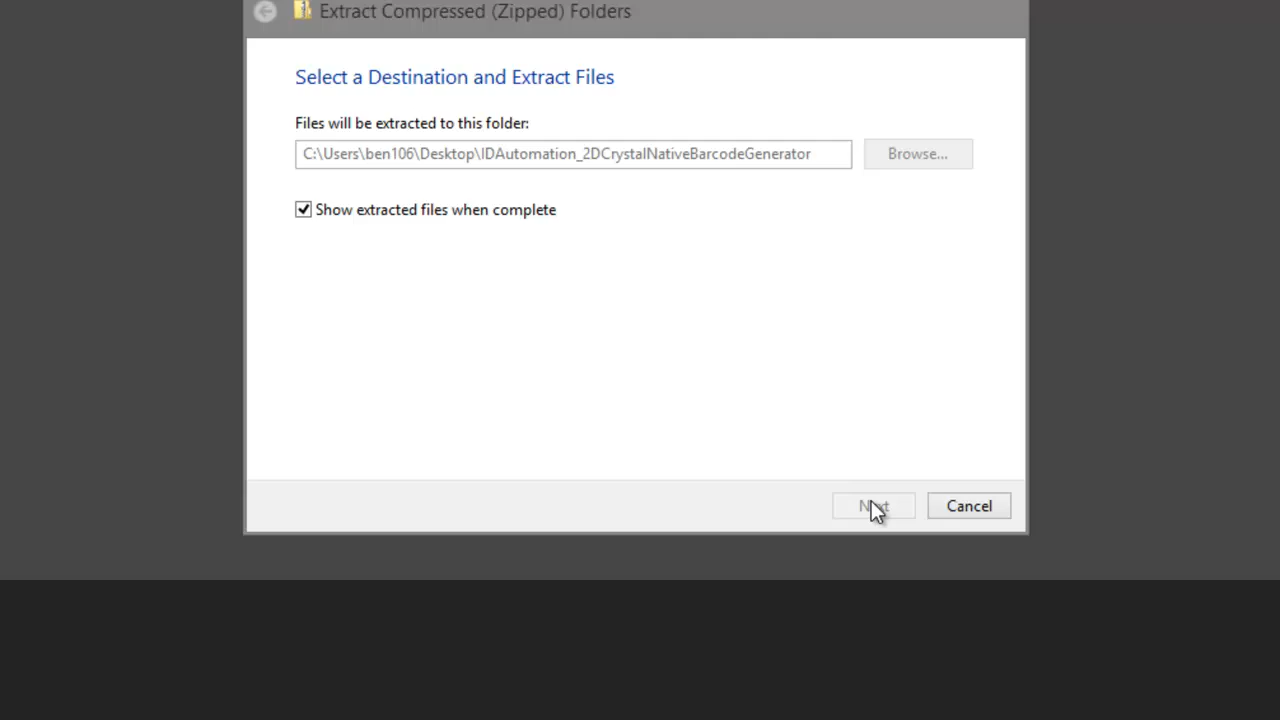 Extract Compressed (Zipped) Folders
Select a Destination and Extract Files
Files will be extracted to this folder:
C:\Users\ben106\Desktop\IDAutomation_2DCrystalNativeBarcodeGenerator
Browse...
Show extracted files when complete
Next
Cancel